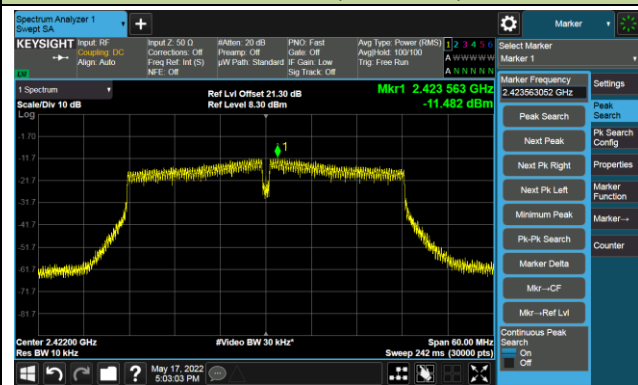 Spectrum Analyzer 1
Swept SA
+
Marker
KEYSIGHT
Input: RF
Coupling: DC
Align: Auto
Input Z: 50 Ω
Corrections: Off
Freq Ref: Int (S)
NFE: Off
#Atten: 20 dB
Preamp: Off
µW Path: Standard
PNO: Fast
Gate: Off
IF Gain: Low
Sig Track: Off
Avg Type: Power (RMS)
Avg|Hold: 100/100
Trig: Free Run
1 2 3 4 5 6
A W W W W W
A N N N N N
Select Marker
Marker 1
1 Spectrum
Scale/Div 10 dB
Log
Ref Lvl Offset 21.30 dB
Ref Level 8.30 dBm
Mkr1 2.423 563 GHz
-11.482 dBm
1
-1.70
-11.7
-21.7
-31.7
-41.7
-51.7
-61.7
-71.7
-81.7
Center 2.42200 GHz
Res BW 10 kHz
#Video BW 30 kHz*
Span 60.00 MHz
Sweep 242 ms (30000 pts)
Marker Frequency
2.423563052 GHz
Peak Search
Next Peak
Next Pk Right
Next Pk Left
Minimum Peak
Pk-Pk Search
Marker Delta
Mkr→CF
Mkr→Ref Lvl
Continuous Peak
Search
On
Off
Settings
Peak
Search
Pk Search
Config
Properties
Marker
Function
Marker→
Counter
?
May 17, 2022
5:03:03 PM